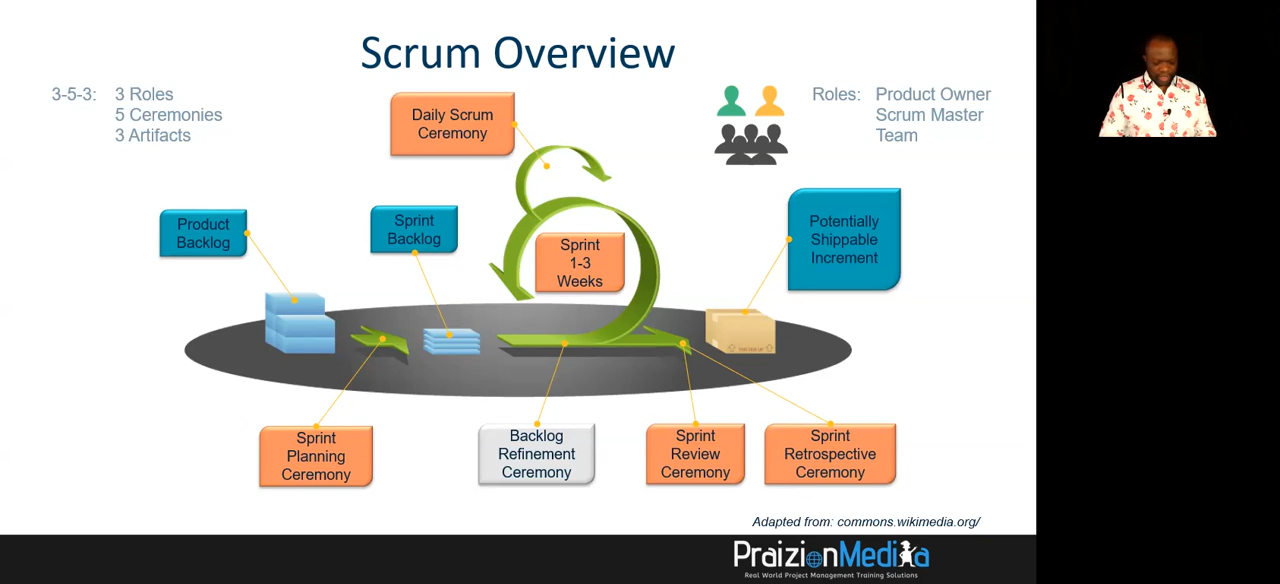 Scrum Overview
3-5-3: 3 Roles
5 Ceremonies
3 Artifacts
Roles: Product Owner
Scrum Master
Team
Daily Scrum
Ceremony
Product
Backlog
Sprint
Backlog
Sprint
1-3
Weeks
Potentially
Shippable
Increment
Sprint
Planning
Ceremony
Backlog
Refinement
Ceremony
Sprint
Review
Ceremony
Sprint
Retrospective
Ceremony
Adapted from: commons.wikimedia.org/
PraizionMedia
Real World Project Management Training Solutions